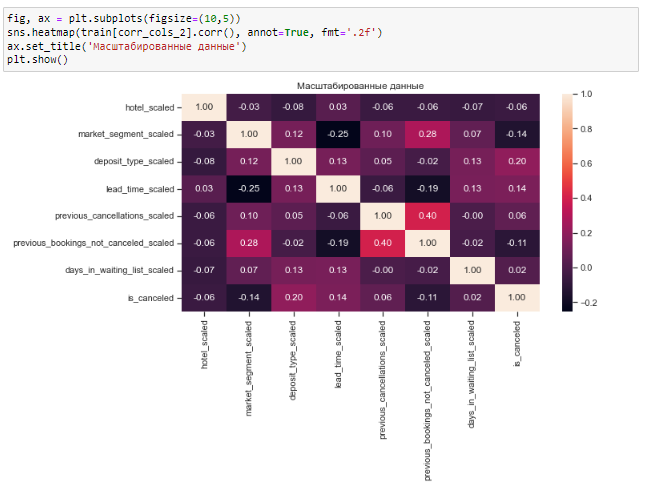 fig, ax = plt.subplots(figsize=(10,5))
sns.heatmap(train[corr_cols_2].corr(), annot=True, fmt='.2f')
ax.set_title('Масштабированные данные')
plt.show()
Масштабированные данные
hotel_scaled 1.00 -0.03 -0.08 0.03 -0.06 -0.06 -0.07 -0.06
market_segment_scaled -0.03 1.00 0.12 -0.25 0.10 0.28 0.07 -0.14
deposit_type_scaled -0.08 0.12 1.00 0.13 0.05 -0.02 0.13 0.20
lead_time_scaled 0.03 -0.25 0.13 1.00 -0.06 -0.19 0.13 0.14
previous_cancellations_scaled -0.06 0.10 0.05 -0.06 1.00 0.40 -0.00 0.06
previous_bookings_not_canceled_scaled -0.06 0.28 -0.02 -0.19 0.40 1.00 -0.02 -0.11
days_in_waiting_list_scaled -0.07 0.07 0.13 0.13 -0.00 -0.02 1.00 0.02
is_canceled -0.06 -0.14 0.20 0.14 0.06 -0.11 0.02 1.00
hotel_scaled
market_segment_scaled
deposit_type_scaled
lead_time_scaled
previous_cancellations_scaled
previous_bookings_not_canceled_scaled
days_in_waiting_list_scaled
is_canceled
1.0
0.8
0.6
0.4
0.2
0.0
-0.2